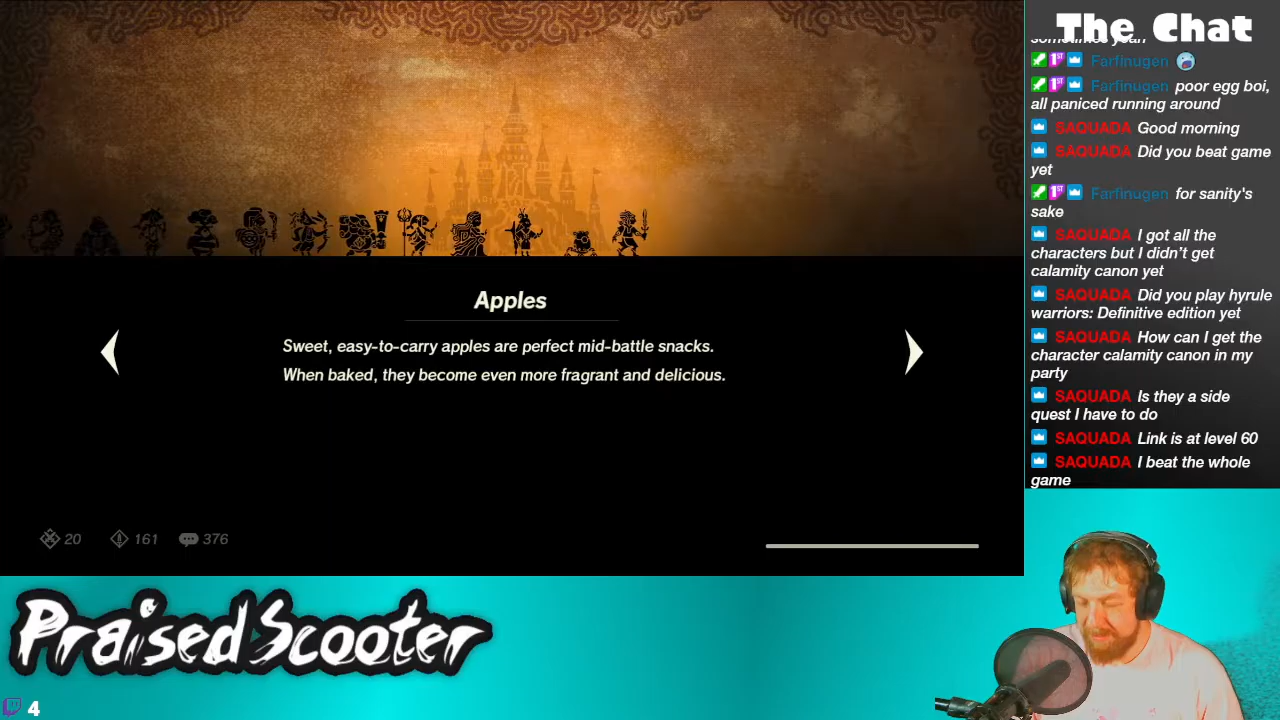 The Chat
sometimes yeah
Farfinugen
Farfinugen poor egg boi,
all paniced running around
SAQUADA Good morning
SAQUADA Did you beat game
yet
Farfinugen for sanity's
sake
SAQUADA I got all the
characters but I didn't get
calamity canon yet
SAQUADA Did you play hyrule
warriors: Definitive edition yet
SAQUADA How can I get the
character calamity canon in my
party
SAQUADA Is they a side
quest I have to do
SAQUADA Link is at level 60
SAQUADA I beat the whole
game
Apples
Sweet, easy-to-carry apples are perfect mid-battle snacks.
When baked, they become even more fragrant and delicious.
20 161 376
PraisedScooter
4